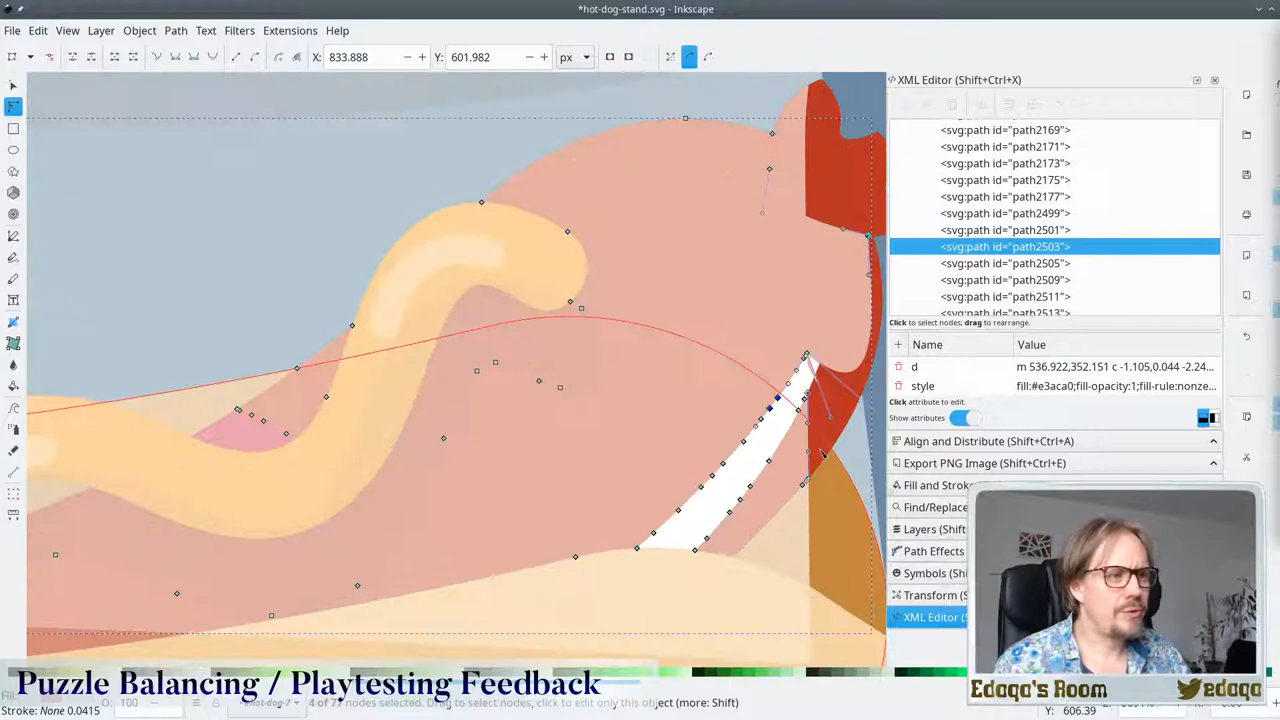 *hot-dog-stand.svg - Inkscape
File Edit View Layer Object Path Text Filters Extensions Help
X: 833.888 Y: 601.982 px
XML Editor (Shift+Ctrl+X)
<svg:path id="path2169">
<svg:path id="path2171">
<svg:path id="path2173">
<svg:path id="path2175">
<svg:path id="path2177">
<svg:path id="path2499">
<svg:path id="path2501">
<svg:path id="path2503">
<svg:path id="path2505">
<svg:path id="path2509">
<svg:path id="path2511">
<svg:path id="path2513">
Click to select nodes, drag to rearrange.
Name Value
d m 536.922,352.151 c -1.105,0.044 -2.24...
style fill:#e3aca0;fill-opacity:1;fill-rule:nonze...
Click attribute to edit.
Show attributes
Align and Distribute (Shift+Ctrl+A)
Export PNG Image (Shift+Ctrl+E)
Fill and Stroke
Find/Replace
Layers (Shift
Path Effects
Symbols (Shi
Transform (S
XML Editor (S
Puzzle Balancing / Playtesting Feedback
Stroke: None 0.0415
O: 100
nodes selected. Drag to select nodes, click to edit only this object (more: Shift)
Edaqa's Room
edaqa
Y: 606.39